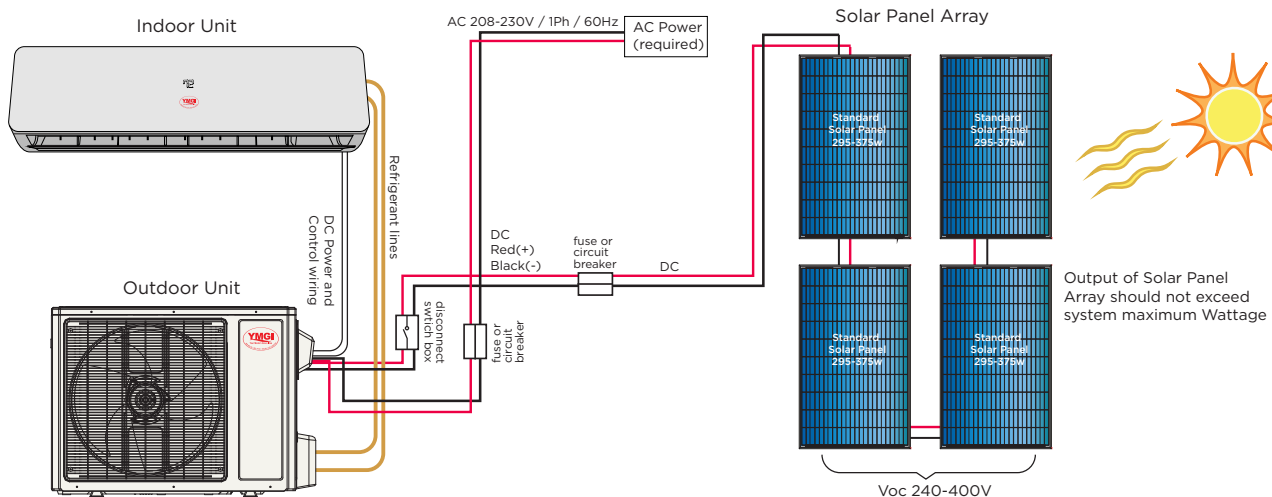 Indoor Unit
YMGI
AC 208-230V / 1Ph / 60Hz
AC Power
(required)
Solar Panel Array
Standard
Solar Panel
295-375w
Standard
Solar Panel
295-375w
Refrigerant lines
DC Power and
Control wiring
DC
Red(+)
Black(-)
fuse or
circuit
breaker
DC
Outdoor Unit
YMGI
disconnect
swtich box
fuse or
circuit
breaker
Output of Solar Panel
Array should not exceed
system maximum Wattage
Standard
Solar Panel
295-375w
Standard
Solar Panel
295-375w
Voc 240-400V